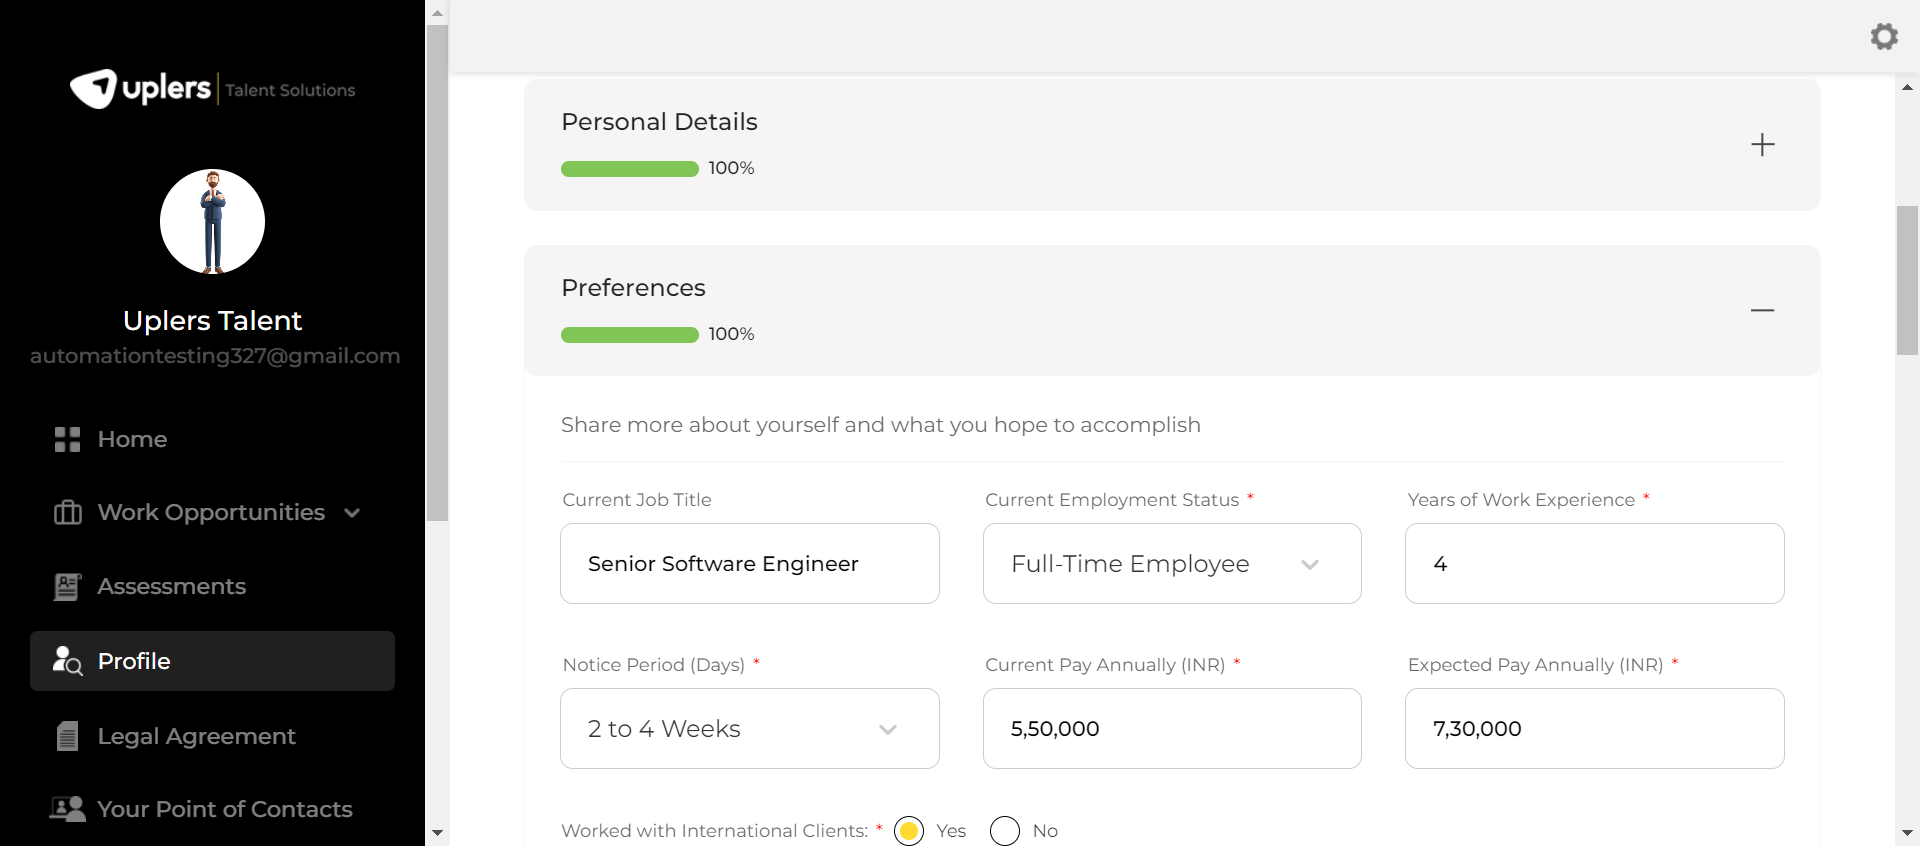 uplers | Talent Solutions
Uplers Talent
automationtesting327@gmail.com
Home
Work Opportunities
Assessments
Profile
Legal Agreement
Your Point of Contacts
Personal Details
100%
Preferences
100%
Share more about yourself and what you hope to accomplish
Current Job Title
Current Employment Status *
Years of Work Experience *
Senior Software Engineer
Full-Time Employee
4
Notice Period (Days) *
Current Pay Annually (INR) *
Expected Pay Annually (INR) *
2 to 4 Weeks
5,50,000
7,30,000
Worked with International Clients: * Yes No